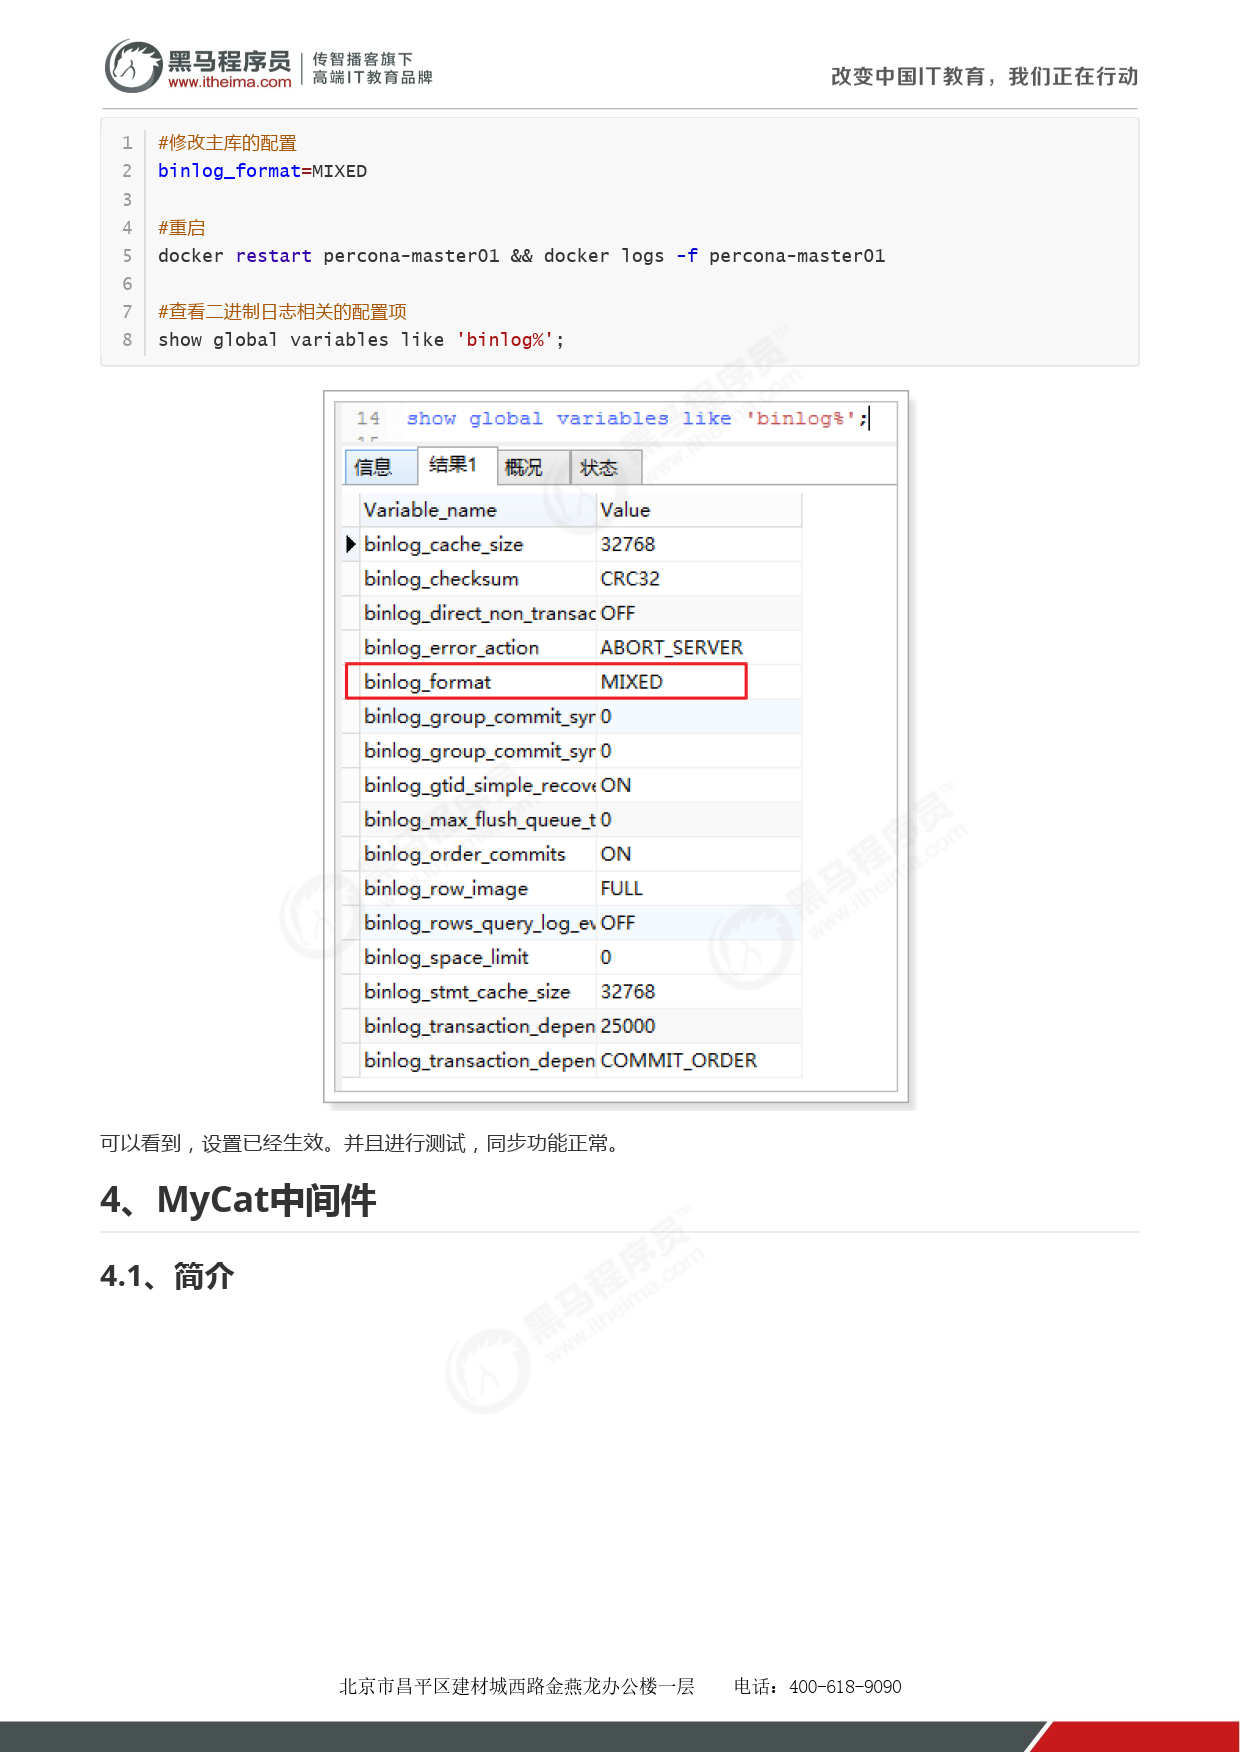 黑马程序员
www.itheima.com
传智播客旗下
高端IT教育品牌
改变中国IT教育，我们正在行动
1 #修改主库的配置
2 binlog_format=MIXED
3
4 #重启
5 docker restart percona-master01 && docker logs -f percona-master01
6
7 #查看二进制日志相关的配置项
8 show global variables like 'binlog%';
14 show global variables like 'binlog%';
信息 结果1 概况 状态
Variable_name Value
binlog_cache_size 32768
binlog_checksum CRC32
binlog_direct_non_transac OFF
binlog_error_action ABORT_SERVER
binlog_format MIXED
binlog_group_commit_syn 0
binlog_group_commit_syn 0
binlog_gtid_simple_recove ON
binlog_max_flush_queue_t 0
binlog_order_commits ON
binlog_row_image FULL
binlog_rows_query_log_ev OFF
binlog_space_limit 0
binlog_stmt_cache_size 32768
binlog_transaction_depen 25000
binlog_transaction_depen COMMIT_ORDER
可以看到，设置已经生效。并且进行测试，同步功能正常。
4、MyCat中间件
4.1、简介
北京市昌平区建材城西路金燕龙办公楼一层 电话：400-618-9090